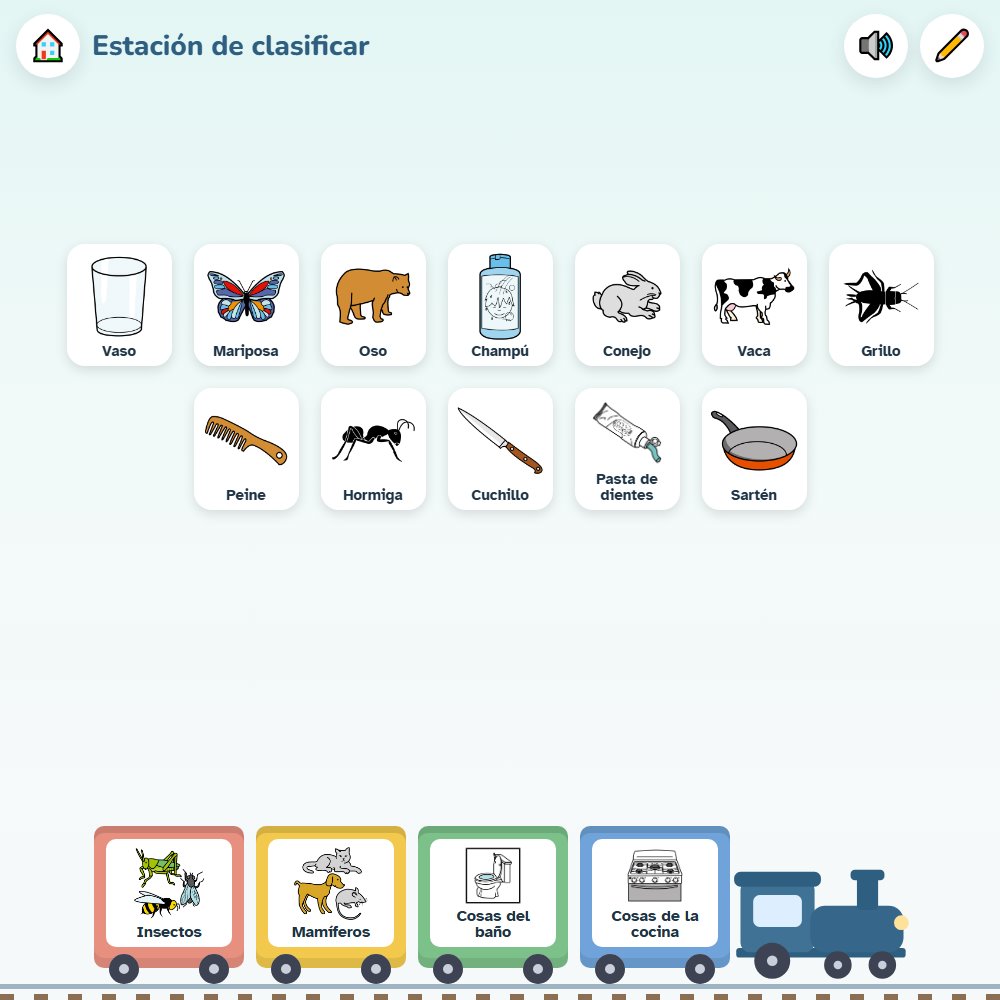 Estación de clasificar
Vaso
Mariposa
Oso
Champú
Conejo
Vaca
Grillo
Peine
Hormiga
Cuchillo
Pasta de
dientes
Sartén
Insectos
Mamíferos
Cosas del
baño
Cosas de la
cocina